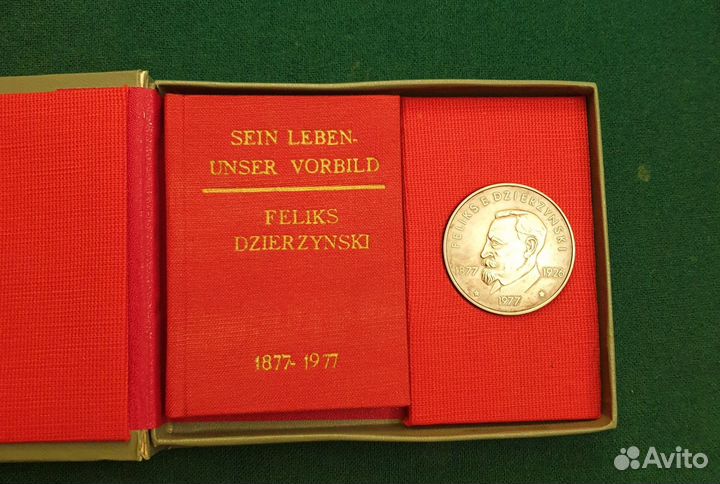 SEIN LEBEN-
UNSER VORBILD
FELIKS
DZIERZYNSKI
1877-1977
FELIKS E. DZIERZYNSKI
1877 1926
1977
Avito